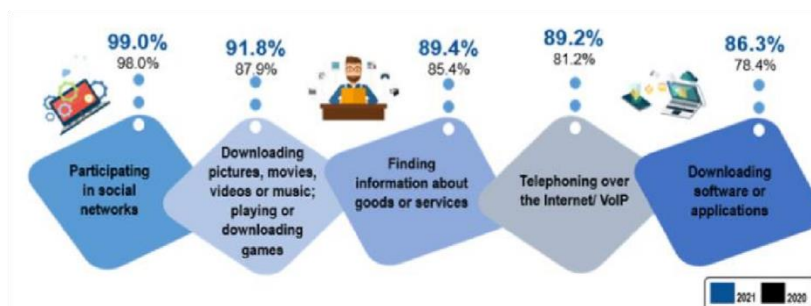 99.0%
98.0%
91.8%
87.9%
89.4%
85.4%
89.2%
81.2%
86.3%
78.4%
Participating
in social
networks
Downloading
pictures, movies,
videos or music;
playing or
downloading
games
Finding
information about
goods or services
Telephoning over
the Internet/ VoIP
Downloading
software or
applications
2021 2020